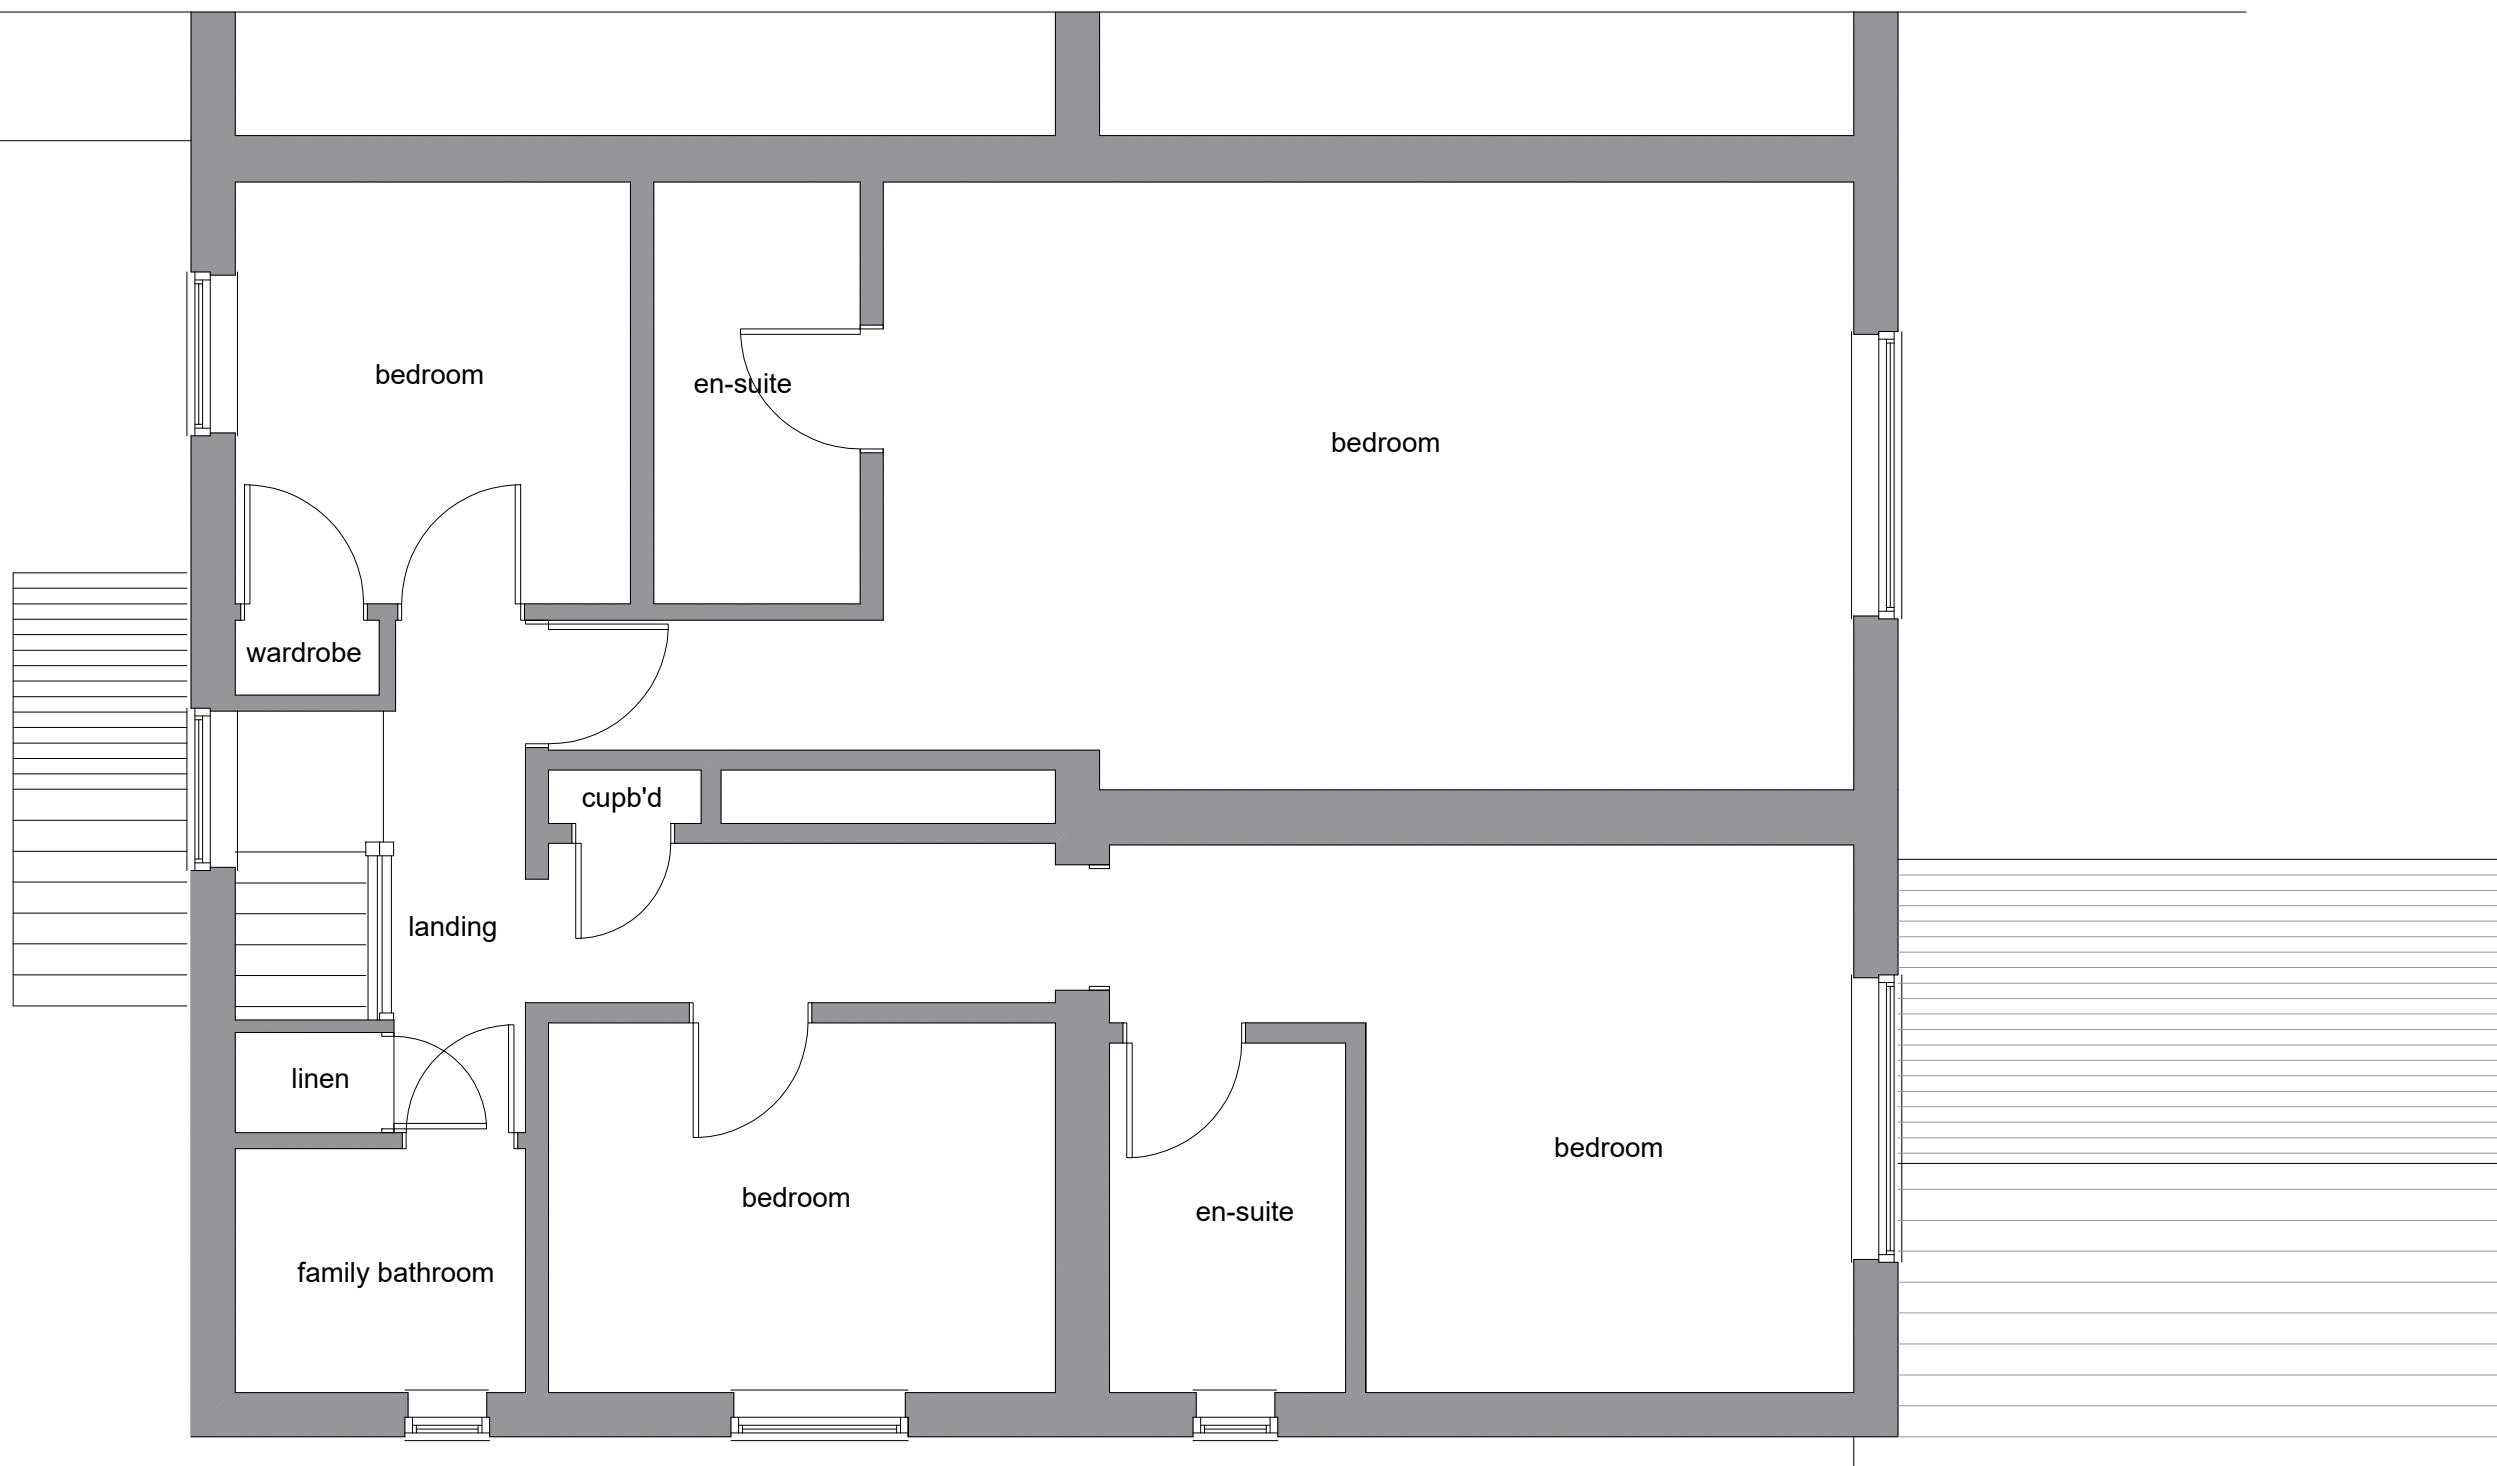 bedroom
en-suite
bedroom
wardrobe
cupb'd
landing
linen
bedroom
bedroom
en-suite
family bathroom